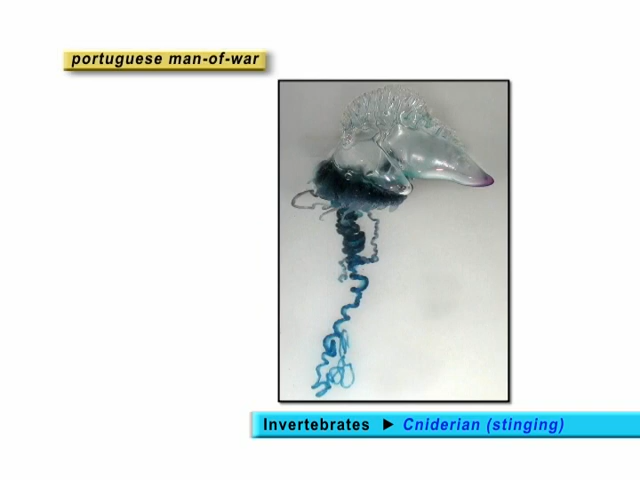 portuguese man-of-war
Invertebrates ▶ Cniderian (stinging)